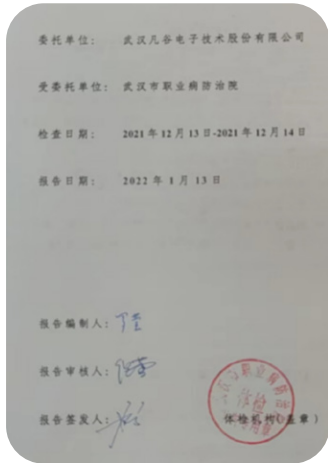 委托单位: 武汉凡谷电子技术股份有限公司
受委托单位: 武汉市职业病防治院
检查日期: 2021年12月13日-2021年12月14日
报告日期: 2022年1月13日
报告编制人:
报告审核人:
报告签发人:
体检机构(盖章)
体检